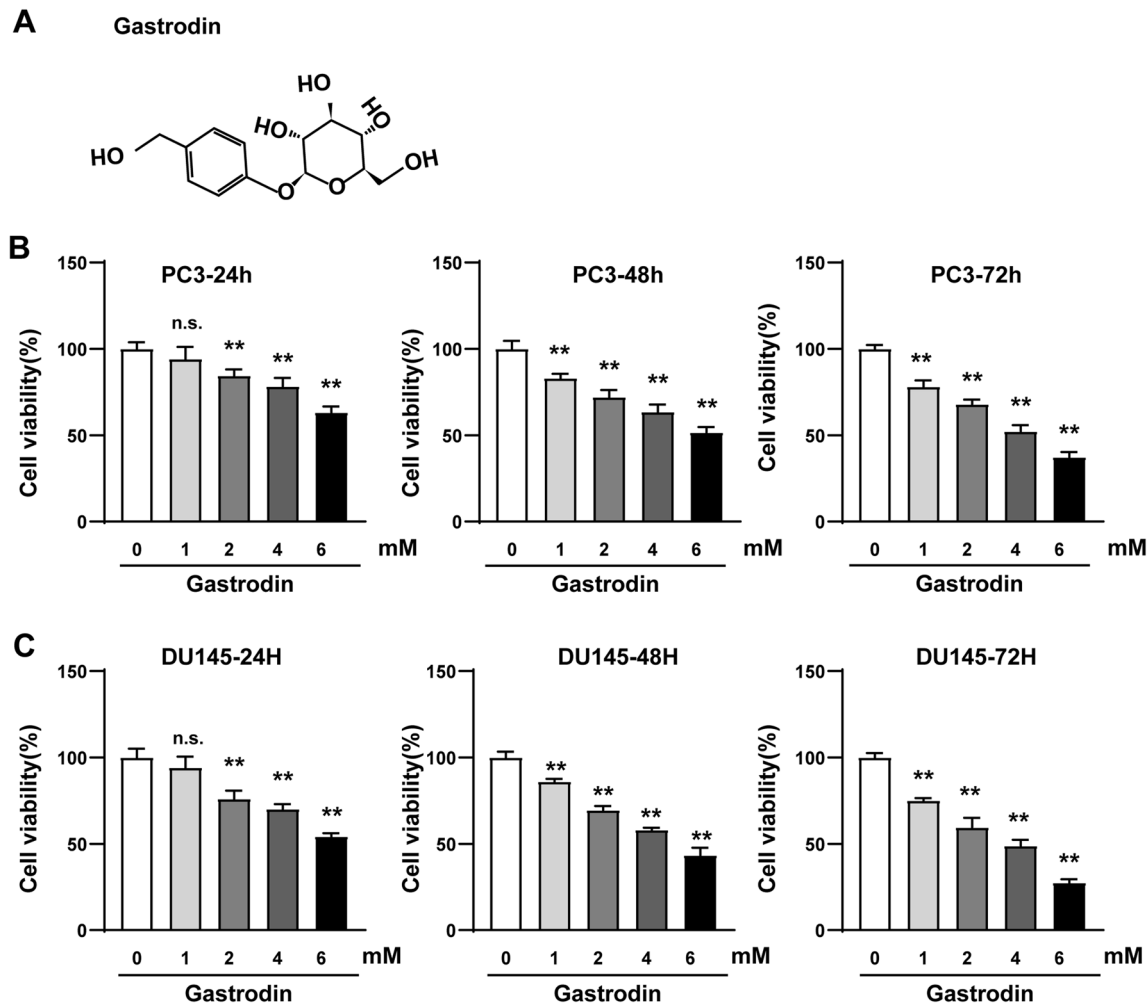 A
Gastrodin
HO
HO
HO
HO
O
O
OH
B
PC3-24h
Cell viability(%)
150
100
50
0
n.s.
**
**
**
0 1 2 4 6 mM
Gastrodin
PC3-48h
Cell viability(%)
150
100
50
0
**
**
**
**
0 1 2 4 6 mM
Gastrodin
PC3-72h
Cell viability(%)
150
100
50
0
**
**
**
**
0 1 2 4 6 mM
Gastrodin
C
DU145-24H
Cell viability(%)
150
100
50
0
n.s.
**
**
**
0 1 2 4 6 mM
Gastrodin
DU145-48H
Cell viability(%)
150
100
50
0
**
**
**
**
0 1 2 4 6 mM
Gastrodin
DU145-72H
Cell viability(%)
150
100
50
0
**
**
**
**
0 1 2 4 6 mM
Gastrodin